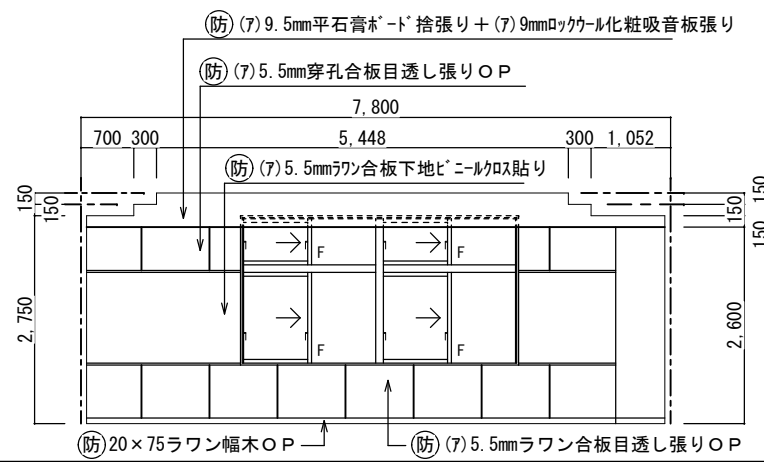 防 (ア)9.5mm平石膏ボード捨張り＋(ア)9mmロックウール化粧吸音板張り
防 (ア)5.5mm穿孔合板目透し張りＯＰ
7,800
700 300 5,448 300 1,052
防 (ア)5.5mmラワン合板下地ビニールクロス貼り
150 150
150 150
150
F F
2,750 2,600
F F
防 20×75ラワン幅木ＯＰ 防 (ア)5.5mmラワン合板目透し張りＯＰ